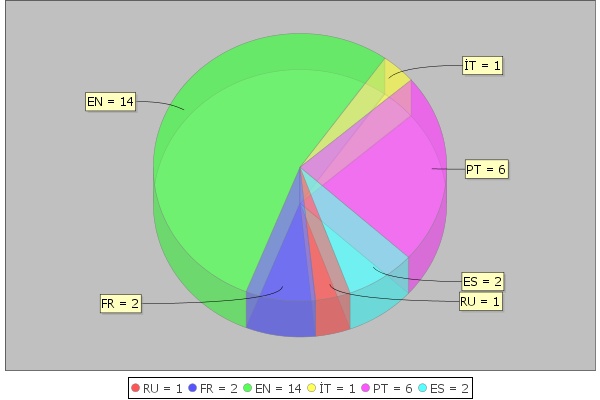 İT = 1
EN = 14
PT = 6
ES = 2
RU = 1
FR = 2
RU = 1 FR = 2 EN = 14 İT = 1 PT = 6 ES = 2